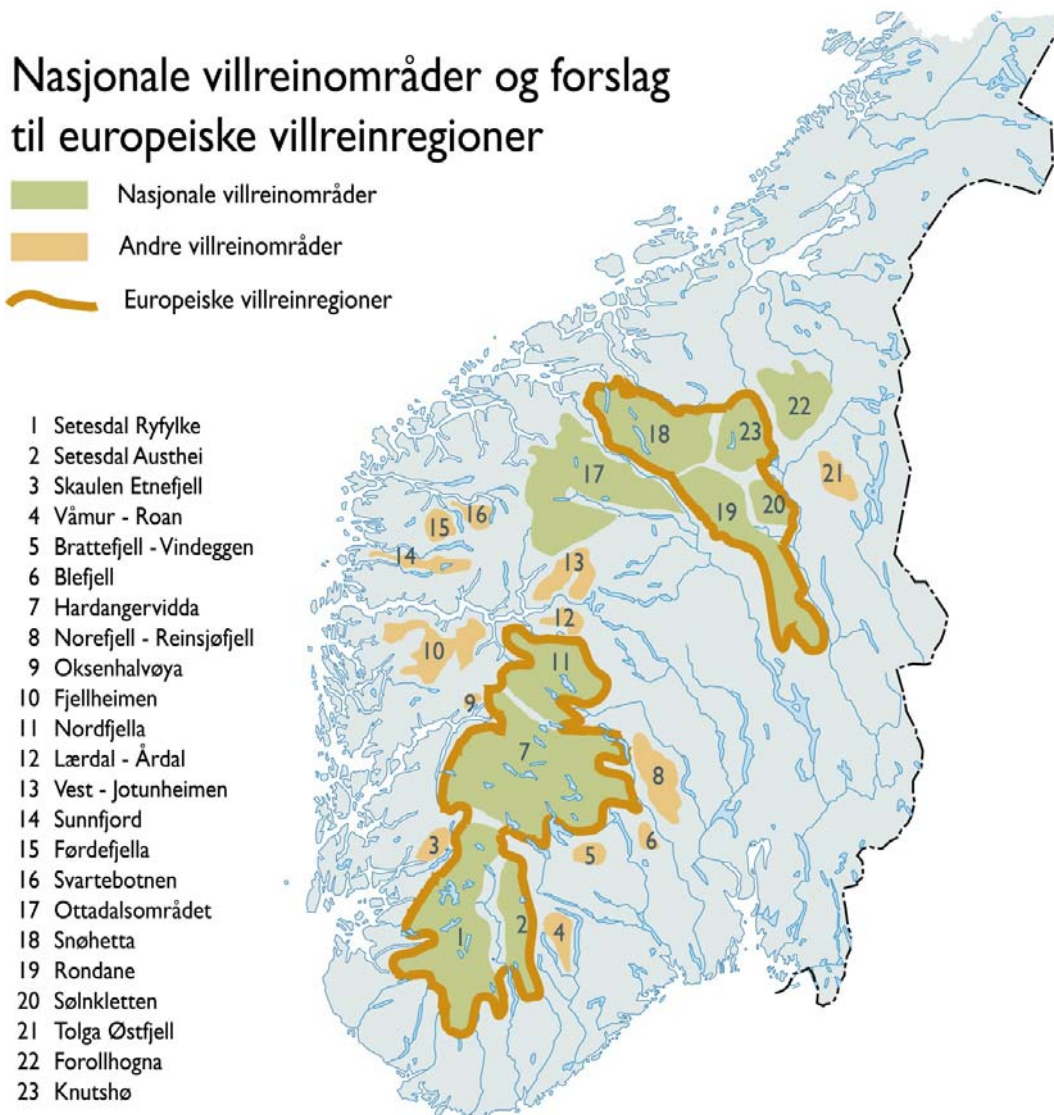 Nasjonale villreinområder og forslag
til europeiske villreinregioner
Nasjonale villreinområder
Andre villreinområder
Europeiske villreinregioner
1 Setesdal Ryfylke
2 Setesdal Austhei
3 Skaulen Etnefjell
4 Våmur - Roan
5 Brattefjell - Vindeggen
6 Blefjell
7 Hardangervidda
8 Norefjell - Reinsjøfjell
9 Oksenhalvøya
10 Fjellheimen
11 Nordfjella
12 Lærdal - Årdal
13 Vest - Jotunheimen
14 Sunnfjord
15 Førdefjella
16 Svartebotnen
17 Ottadalsområdet
18 Snøhetta
19 Rondane
20 Sølnkletten
21 Tolga Østfjell
22 Forollhogna
23 Knutshø
22
18
23
21
17
20
19
16
15
14
13
12
10
11
9
7
8
6
3
5
2
4
1